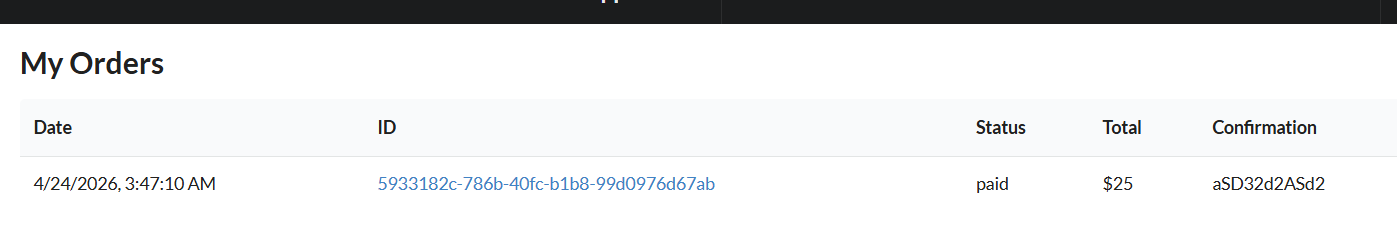 My Orders
Date ID Status Total Confirmation
4/24/2026, 3:47:10 AM 5933182c-786b-40fc-b1b8-99d0976d67ab paid $25 aSD32d2ASd2